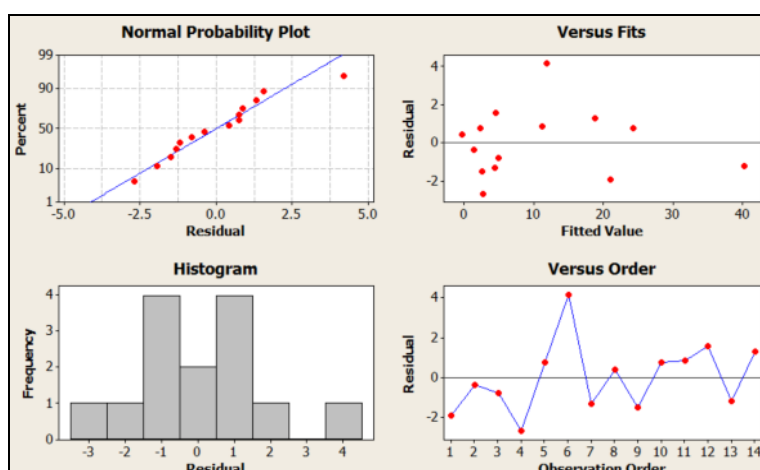 Normal Probability Plot
99
90
50
10
1
Percent
-5.0 -2.5 0.0 2.5 5.0
Residual
Versus Fits
4
2
0
-2
Residual
0 10 20 30 40
Fitted Value
Histogram
4
3
2
1
0
Frequency
-3 -2 -1 0 1 2 3 4
Residual
Versus Order
4
2
0
-2
Residual
1 2 3 4 5 6 7 8 9 10 11 12 13 14
Observation Order